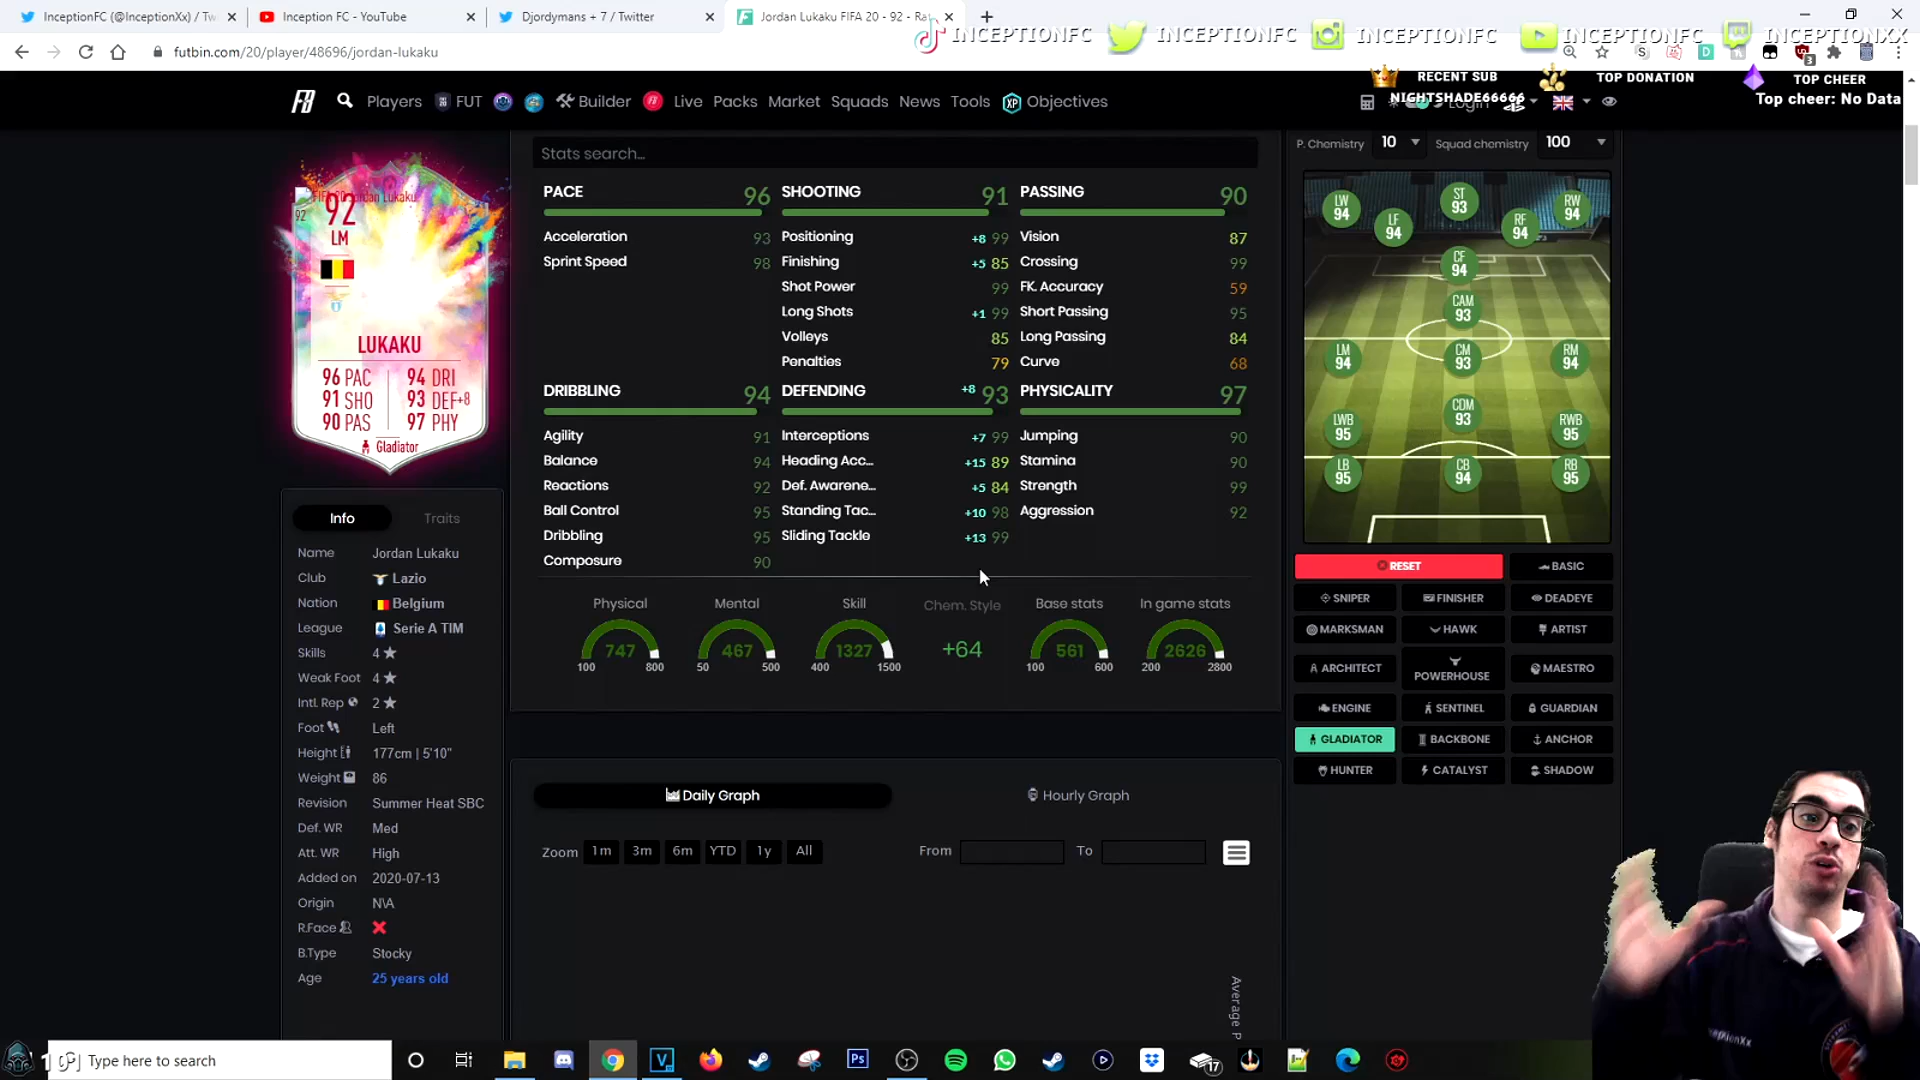 InceptionFC (@InceptionXx) / Tw
Inception FC - YouTube
Djordymans + 7 / Twitter
Jordan Lukaku FIFA 20 - 92 - Ra
INCEPTIONFC INCEPTIONFC INCEPTIONFC INCEPTIONFC INCEPTIONXX
futbin.com/20/player/48696/jordan-lukaku
RECENT SUB
NIGHTSHADE66666
TOP DONATION
TOP CHEER
Top cheer: No Data
Players FUT Builder Live Packs Market Squads News Tools Objectives
Login
Stats search...
P. Chemistry 10 Squad chemistry 100
92
LM
LUKAKU
96 PAC 94 DRI
91 SHO 93 DEF+8
90 PAS 97 PHY
Gladiator
PACE 96
Acceleration 93
Sprint Speed 98
SHOOTING 91
Positioning +8 99
Finishing +5 85
Shot Power 99
Long Shots +1 99
Volleys 85
Penalties 79
PASSING 90
Vision 87
Crossing 99
FK. Accuracy 59
Short Passing 95
Long Passing 84
Curve 68
DRIBBLING 94
Agility 91
Balance 94
Reactions 92
Ball Control 95
Dribbling 95
Composure 90
DEFENDING +8 93
Interceptions +7 99
Heading Acc... +15 89
Def. Awarene... +5 84
Standing Tac... +10 98
Sliding Tackle +13 99
PHYSICALITY 97
Jumping 90
Stamina 90
Strength 99
Aggression 92
Physical 747 100 800
Mental 467 50 500
Skill 1327 400 1500
Chem. Style +64
Base stats 561 100 600
In game stats 2626 200 2800
LW 94
ST 93
RW 94
LF 94
RF 94
CF 94
CAM 93
LM 94
CM 93
RM 94
CDM 93
LWB 95
RWB 95
LB 95
CB 94
RB 95
RESET BASIC
SNIPER FINISHER DEADEYE
MARKSMAN HAWK ARTIST
ARCHITECT POWERHOUSE MAESTRO
ENGINE SENTINEL GUARDIAN
GLADIATOR BACKBONE ANCHOR
HUNTER CATALYST SHADOW
Info Traits
Name Jordan Lukaku
Club Lazio
Nation Belgium
League Serie A TIM
Skills 4
Weak Foot 4
Intl. Rep 2
Foot Left
Height 177cm | 5'10"
Weight 86
Revision Summer Heat SBC
Def. WR Med
Att. WR High
Added on 2020-07-13
Origin N\A
R.Face
B.Type Stocky
Age 25 years old
Daily Graph
Hourly Graph
Zoom 1m 3m 6m YTD 1y All
From To
Average P
Type here to search
17